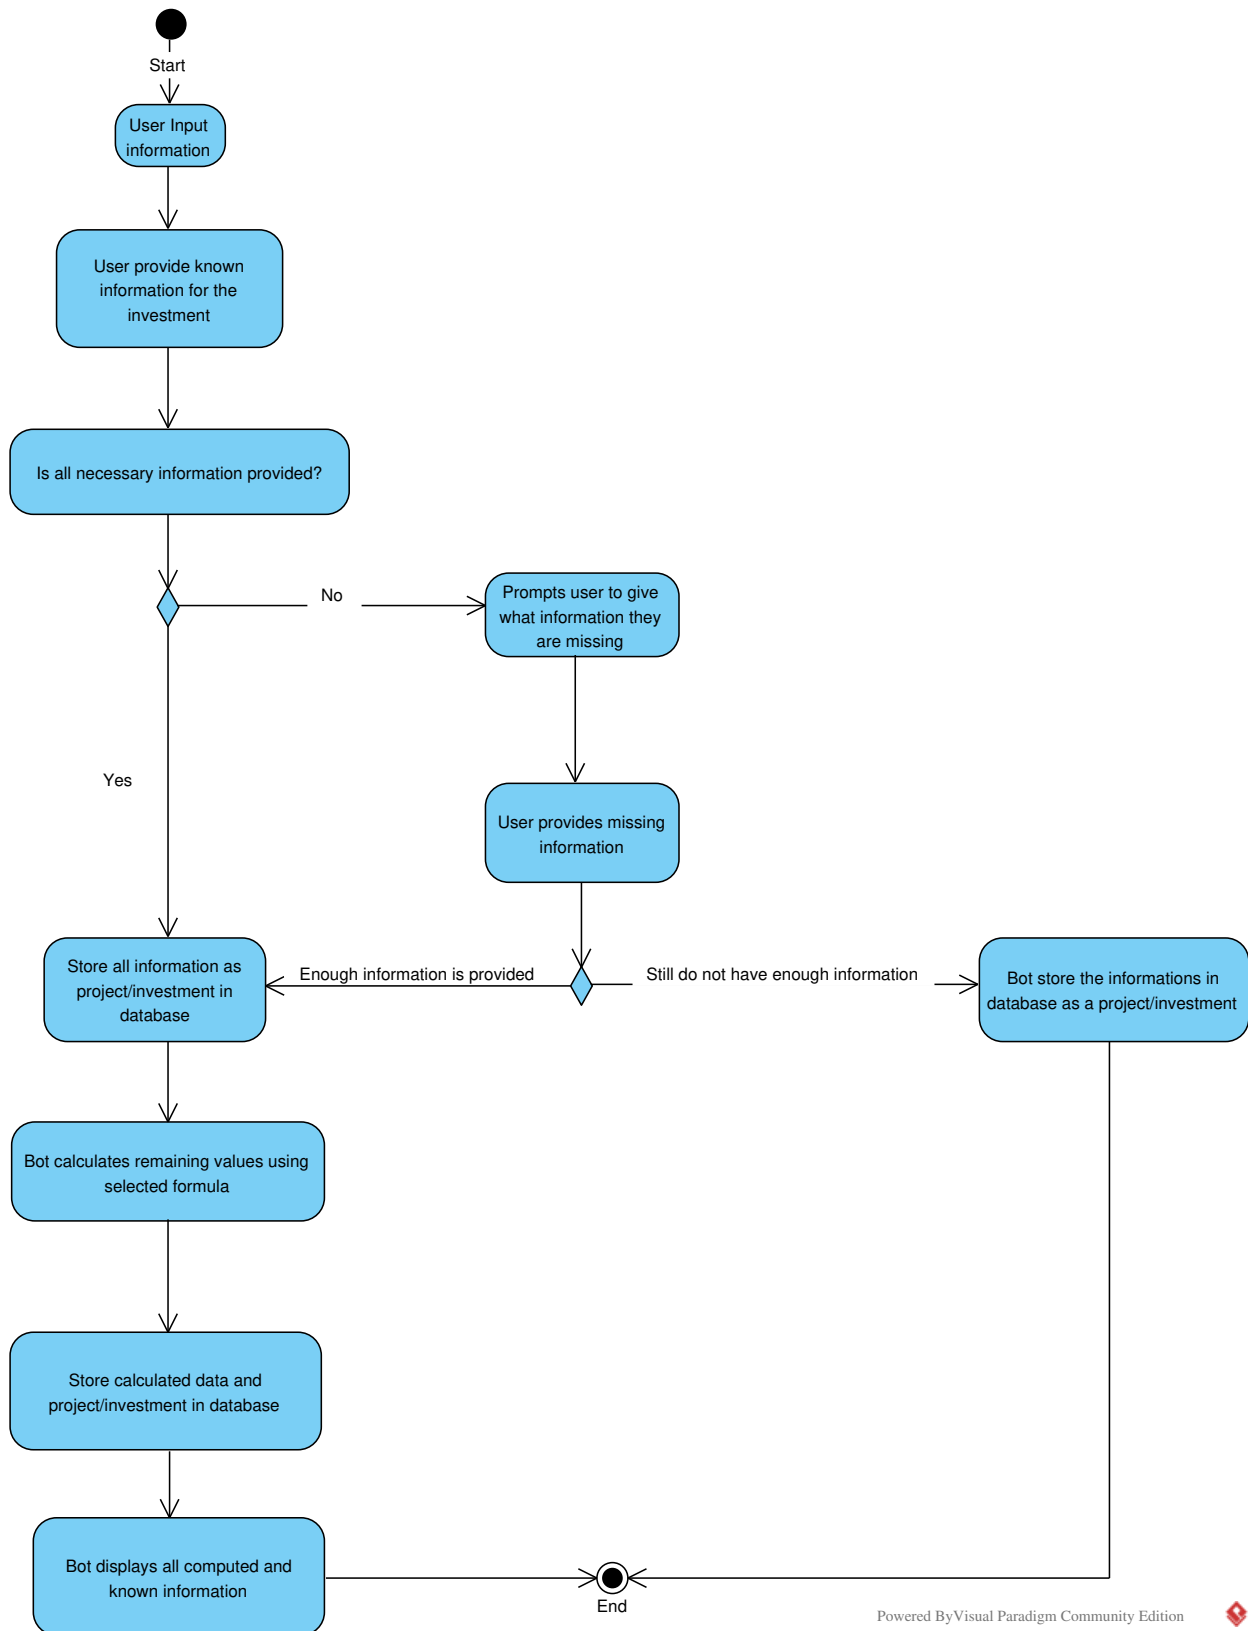 Start
User Input
information
User provide known
information for the
investment
Is all necessary information provided?
No
Prompts user to give
what information they
are missing
Yes
User provides missing
information
Store all information as
project/investment in
database
Enough information is provided
Still do not have enough information
Bot store the informations in
database as a project/investment
Bot calculates remaining values using
selected formula
Store calculated data and
project/investment in database
Bot displays all computed and
known information
End
Powered ByVisual Paradigm Community Edition